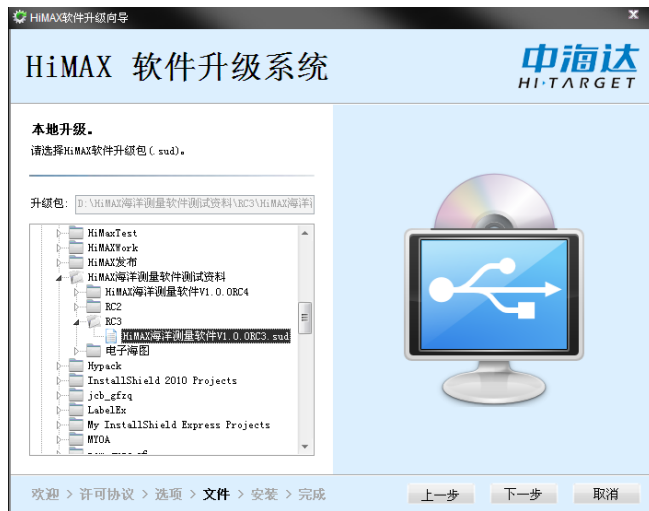 HiMAX软件升级向导
HiMAX 软件升级系统
中海达
HI·TARGET
本地升级。
请选择HiMAX软件升级包(.sud)。
升级包: D:\HiMAX海洋测量软件测试资料\RC3\HiMAX海洋
HiMaxTest
HiMAXWork
HiMAX发布
HiMAX海洋测量软件测试资料
HiMAX海洋测量软件V1.0.0RC4
RC2
RC3
HiMAX海洋测量软件V1.0.0RC3.sud
电子海图
Hypack
InstallShield 2010 Projects
jcb_gfzq
LabelEx
My InstallShield Express Projects
MYOA
欢迎 > 许可协议 > 选项 > 文件 > 安装 > 完成
上一步 下一步 取消